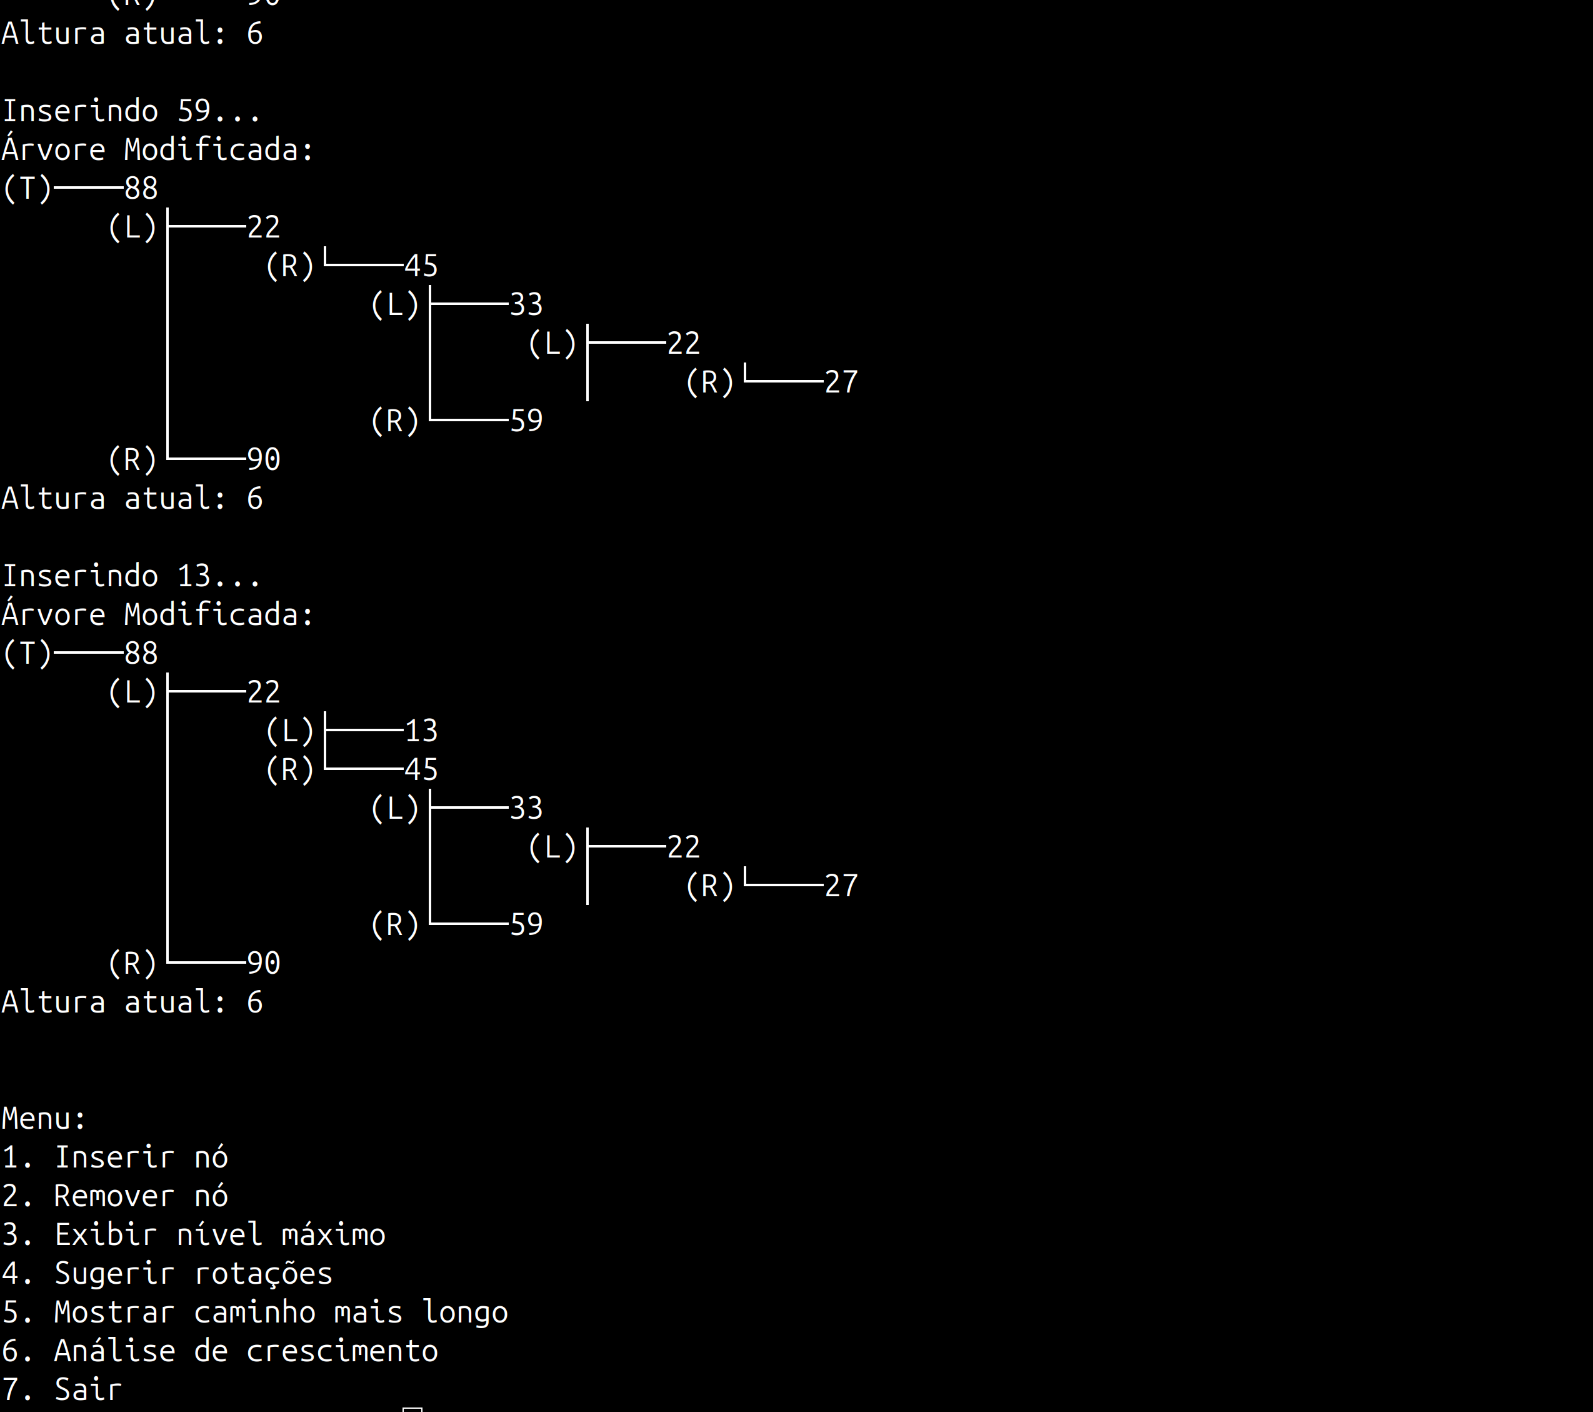 (R) 90
Altura atual: 6
Inserindo 59...
Árvore Modificada:
(T)────88
(L)├────22
(R)└────45
(L)├────33
(L)├────22
(R)└────27
(R)└────59
(R)└────90
Altura atual: 6
Inserindo 13...
Árvore Modificada:
(T)────88
(L)├────22
(L)├────13
(R)└────45
(L)├────33
(L)├────22
(R)└────27
(R)└────59
(R)└────90
Altura atual: 6
Menu:
1. Inserir nó
2. Remover nó
3. Exibir nível máximo
4. Sugerir rotações
5. Mostrar caminho mais longo
6. Análise de crescimento
7. Sair